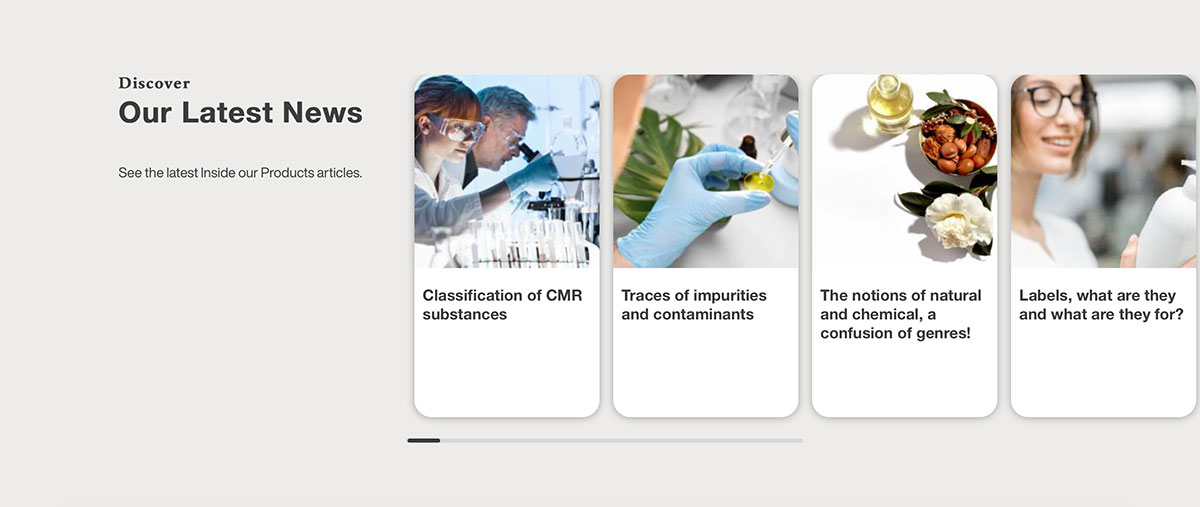 Discover
Our Latest News
See the latest Inside our Products articles.
Classification of CMR
substances
Traces of impurities
and contaminants
The notions of natural
and chemical, a
confusion of genres!
Labels, what are they
and what are they for?